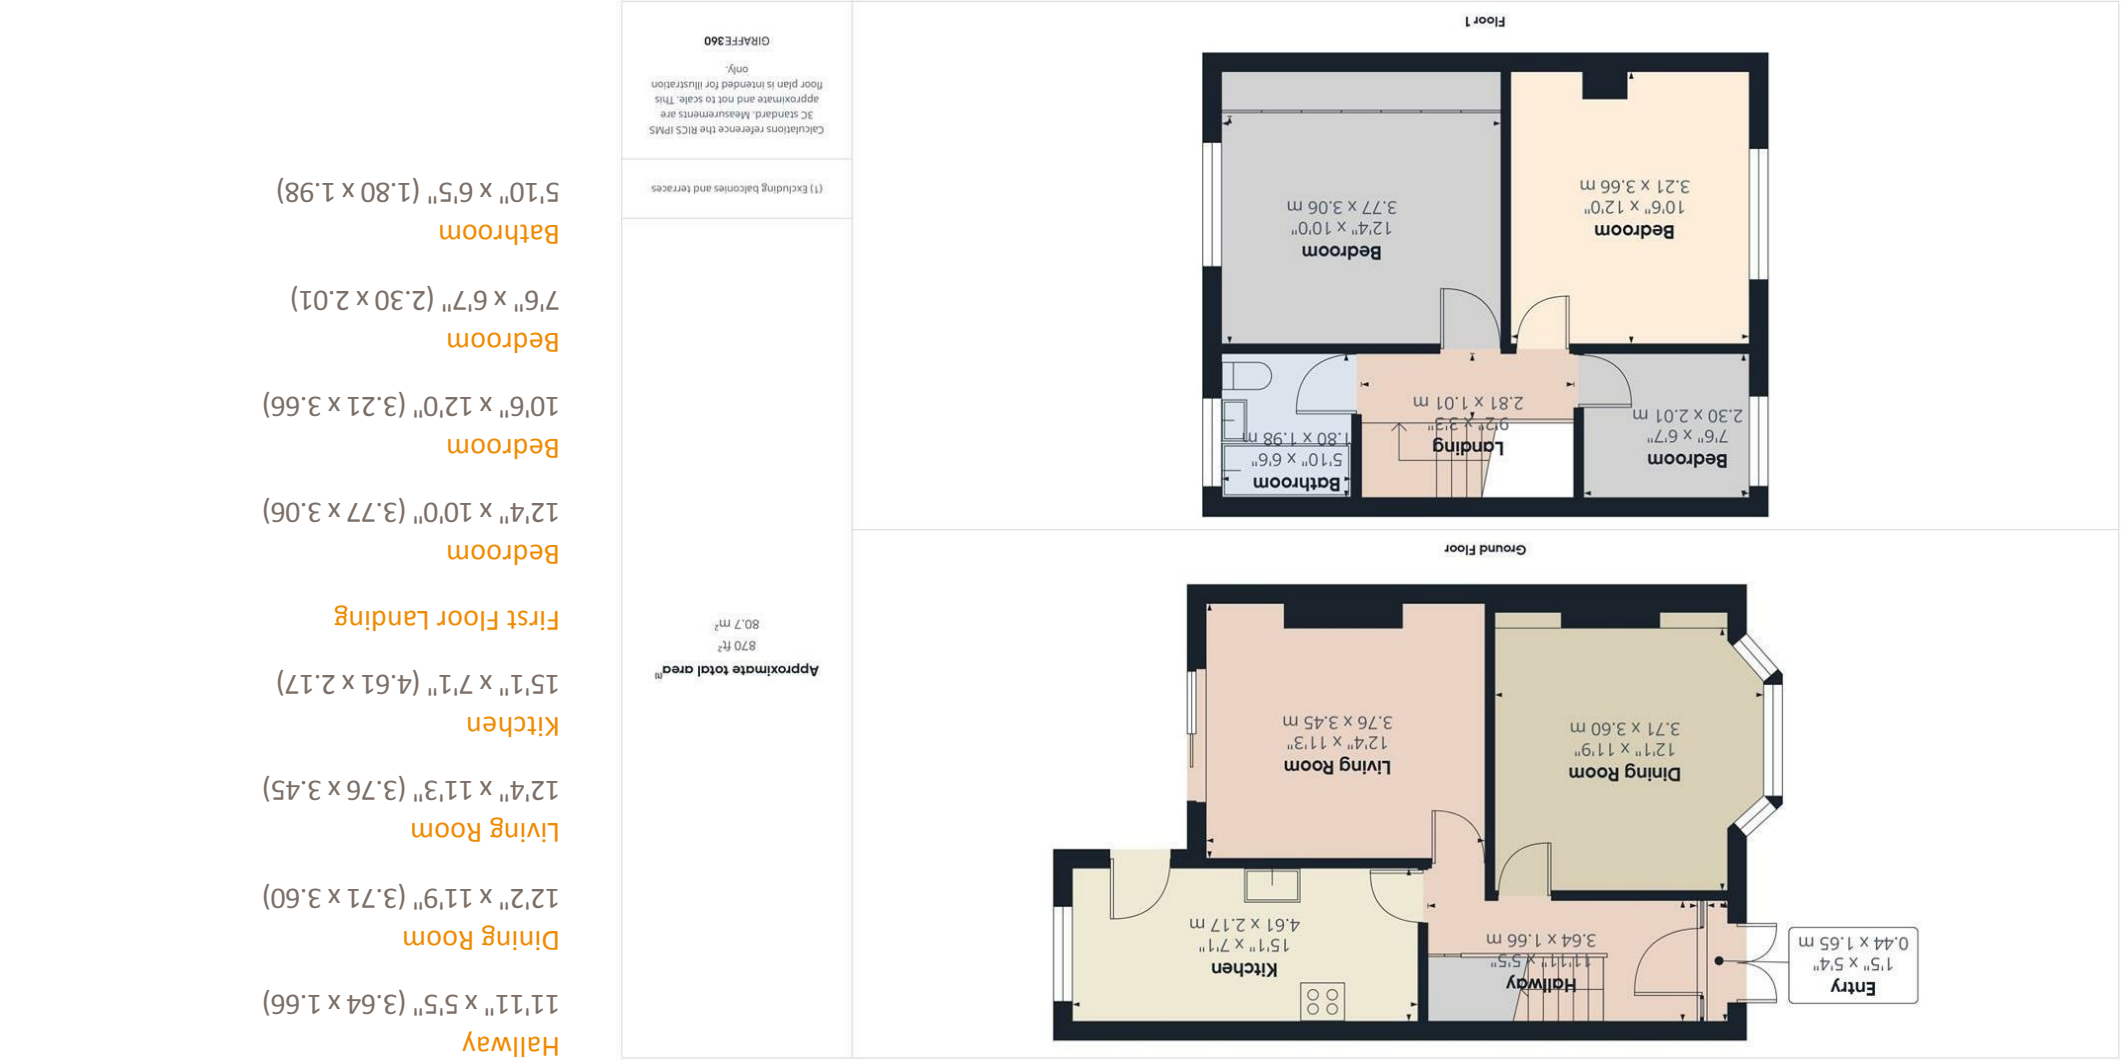 Hallway
11'11" x 5'5" (3.64 x 1.66)
Dining Room
12'2" x 11'9" (3.71 x 3.60)
Living Room
12'4" x 11'3" (3.76 x 3.45)
Kitchen
15'1" x 7'1" (4.61 x 2.17)
First Floor Landing
Bedroom
12'4" x 10'0" (3.77 x 3.06)
Bedroom
10'6" x 12'0" (3.21 x 3.66)
Bedroom
7'6" x 6'7" (2.30 x 2.01)
Bathroom
5'10" x 6'5" (1.80 x 1.98)
Entry
1'5" x 5'4"
0.44 x 1.65 m
Hallway
11'11" x 5'5"
3.64 x 1.66 m
Kitchen
15'1" x 7'1"
4.61 x 2.17 m
Dining Room
12'1" x 11'9"
3.71 x 3.60 m
Living Room
12'4" x 11'3"
3.76 x 3.45 m
Ground Floor
Bathroom
5'10" x 6'6"
1.80 x 1.98 m
Landing
9'2" x 3'3"
2.81 x 1.01 m
Bedroom
7'6" x 6'7"
2.30 x 2.01 m
Bedroom
12'4" x 10'0"
3.77 x 3.06 m
Bedroom
10'6" x 12'0"
3.21 x 3.66 m
Floor 1
Approximate total area(1)
870 ft²
80.7 m²
(1) Excluding balconies and terraces
Calculations reference the RICS IPMS
3C standard. Measurements are
approximate and not to scale. This
floor plan is intended for illustration
only.
GIRAFFE360